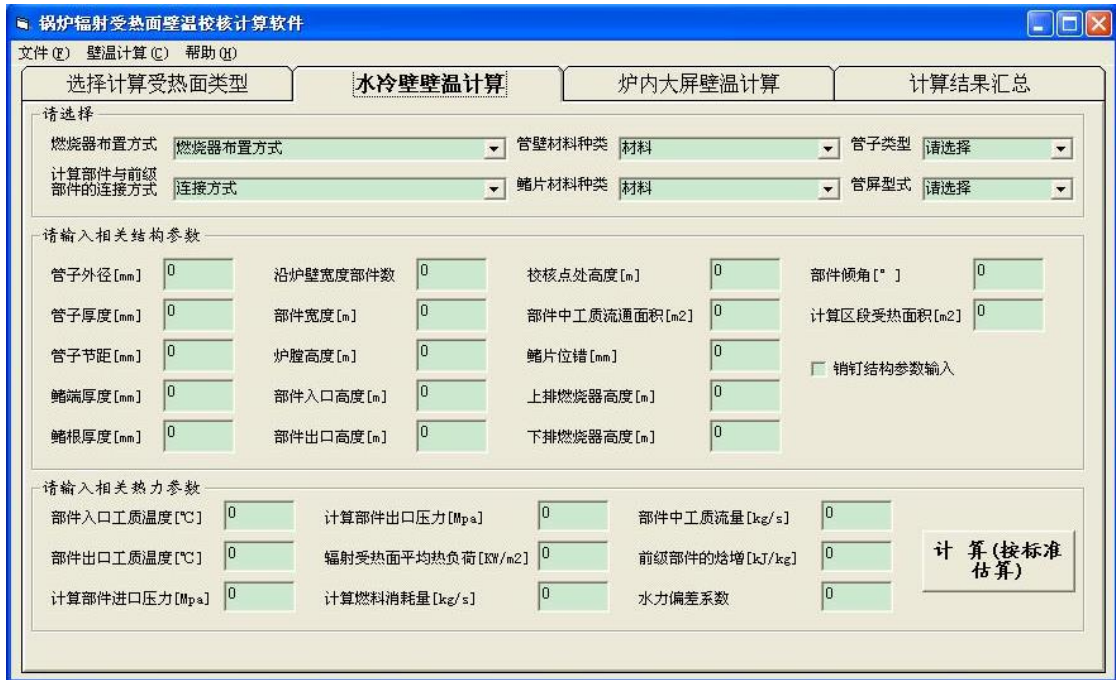 锅炉辐射受热面壁温校核计算软件
文件(F) 壁温计算(C) 帮助(H)
选择计算受热面类型 水冷壁壁温计算 炉内大屏壁温计算 计算结果汇总
请选择
燃烧器布置方式 燃烧器布置方式 管壁材料种类 材料 管子类型 请选择
计算部件与前级
部件的连接方式 连接方式 鳍片材料种类 材料 管屏型式 请选择
请输入相关结构参数
管子外径[mm] 0 沿炉壁宽度部件数 0 校核点处高度[m] 0 部件倾角[° ] 0
管子厚度[mm] 0 部件宽度[m] 0 部件中工质流通面积[m2] 0 计算区段受热面积[m2] 0
管子节距[mm] 0 炉膛高度[m] 0 鳍片位错[mm] 0
销钉结构参数输入
鳍端厚度[mm] 0 部件入口高度[m] 0 上排燃烧器高度[m] 0
鳍根厚度[mm] 0 部件出口高度[m] 0 下排燃烧器高度[m] 0
请输入相关热力参数
部件入口工质温度[℃] 0 计算部件出口压力[Mpa] 0 部件中工质流量[kg/s] 0
部件出口工质温度[℃] 0 辐射受热面平均热负荷[KW/m2] 0 前级部件的焓增[kJ/kg] 0
计 算(按标准
估算)
计算部件进口压力[Mpa] 0 计算燃料消耗量[kg/s] 0 水力偏差系数 0